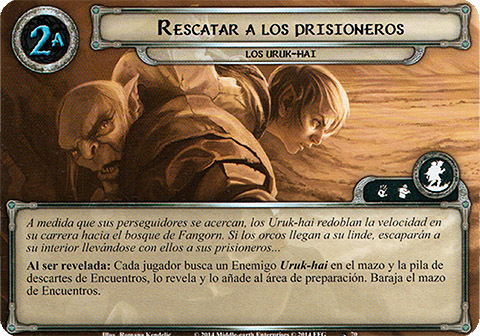 2A
RESCATAR A LOS PRISIONEROS
LOS URUK-HAI
A medida que sus perseguidores se acercan, los Uruk-hai redoblan la velocidad en
su carrera hacia el bosque de Fangorn. Si los orcos llegan a su linde, escaparán a
su interior llevándose con ellos a sus prisioneros...
Al ser revelada: Cada jugador busca un Enemigo Uruk-hai en el mazo y la pila de
descartes de Encuentros, lo revela y lo añade al área de preparación. Baraja el mazo
de Encuentros.
Illus. Romana Kendelic © 2014 Middle-earth Enterprises © 2014 FFG 70